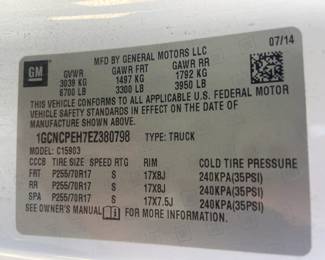 07/14
MFD BY GENERAL MOTORS LLC
GM
GVWR GAWR FRT GAWR RR
3039 KG 1497 KG 1792 KG
6700 LB 3300 LB 3950 LB
THIS VEHICLE CONFORMS TO ALL APPLICABLE U.S. FEDERAL MOTOR
VEHICLE SAFETY STANDARDS IN EFFECT ON THE DATE OF
MANUFACTURE SHOWN ABOVE.
1GCNCPEH7EZ380798 TYPE: TRUCK
MODEL: C15903
CCCB TIRE SIZE SPEED RTG RIM COLD TIRE PRESSURE
FRT P255/70R17 S 17X8J 240KPA(35PSI)
RR P255/70R17 S 17X8J 240KPA(35PSI)
SPA P255/70R17 S 17X7.5J 240KPA(35PSI)
SEE OWNER'S MANUAL FOR MORE INFORMATION.